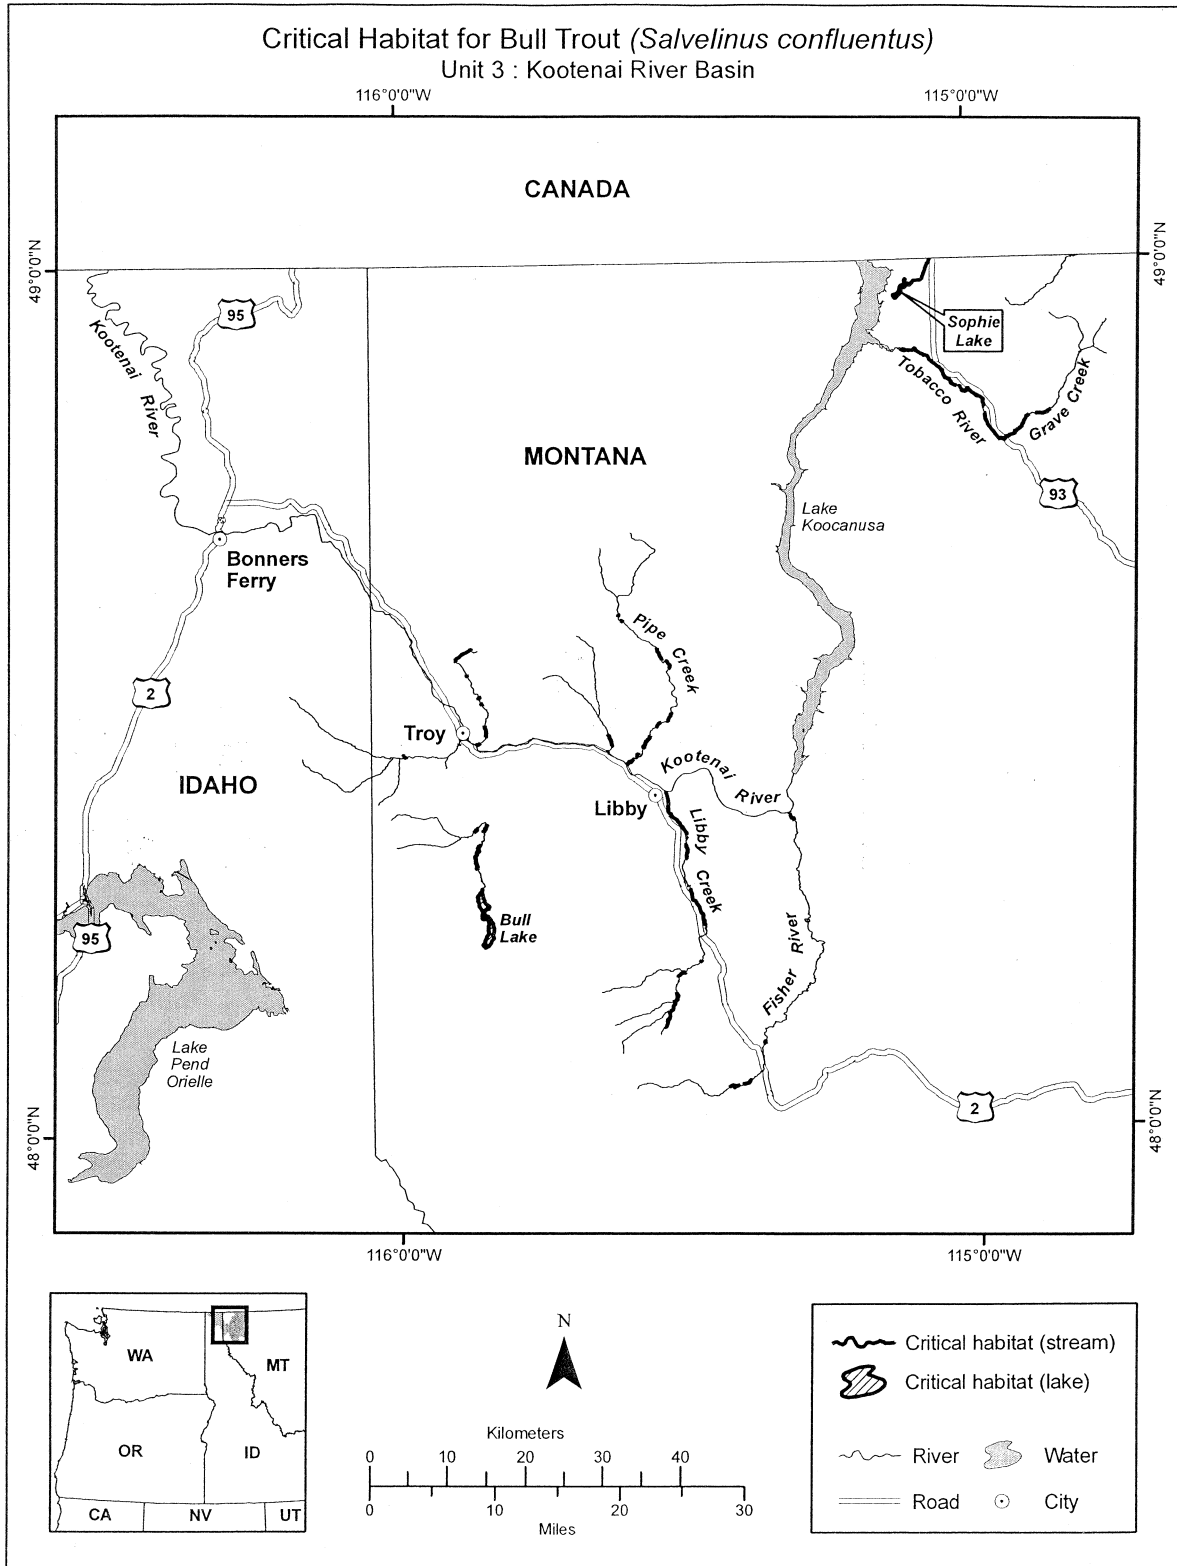 Critical Habitat for Bull Trout (Salvelinus confluentus)
Unit 3 : Kootenai River Basin
116°0'0"W
115°0'0"W
CANADA
49°0'0"N
49°0'0"N
95
Kootenai River
Sophie
Lake
Tobacco River
Grave Creek
MONTANA
93
Lake
Koocanusa
Bonners
Ferry
Pipe Creek
2
Troy
Kootenai River
IDAHO
Libby
Libby Creek
Bull
Lake
95
Fisher River
Lake
Pend
Orielle
2
48°0'0"N
48°0'0"N
116°0'0"W
115°0'0"W
WA
MT
OR
ID
CA
NV
UT
N
Kilometers
0 10 20 30 40
0 10 20 30
Miles
Critical habitat (stream)
Critical habitat (lake)
River
Water
Road
City